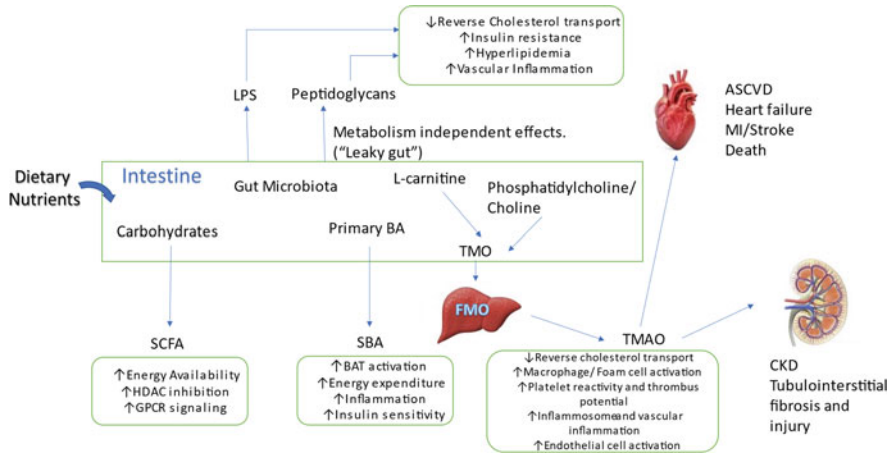 ↓Reverse Cholesterol transport
↑Insulin resistance
↑Hyperlipidemia
↑Vascular Inflammation
LPS
Peptidoglycans
Metabolism independent effects.
("Leaky gut")
ASCVD
Heart failure
MI/Stroke
Death
Dietary
Nutrients
Intestine
Gut Microbiota
L-carnitine
Phosphatidylcholine/
Choline
Carbohydrates
Primary BA
TMO
FMO
SCFA
↑Energy Availability
↑HDAC inhibition
↑GPCR signaling
SBA
↑BAT activation
↑Energy expenditure
↑Inflammation
↑Insulin sensitivity
TMAO
↓Reverse cholesterol transport
↑Macrophage/ Foam cell activation
↑Platelet reactivity and thrombus
potential
↑Inflammosome and vascular
inflammation
↑Endothelial cell activation
CKD
Tubulointerstitial
fibrosis and
injury